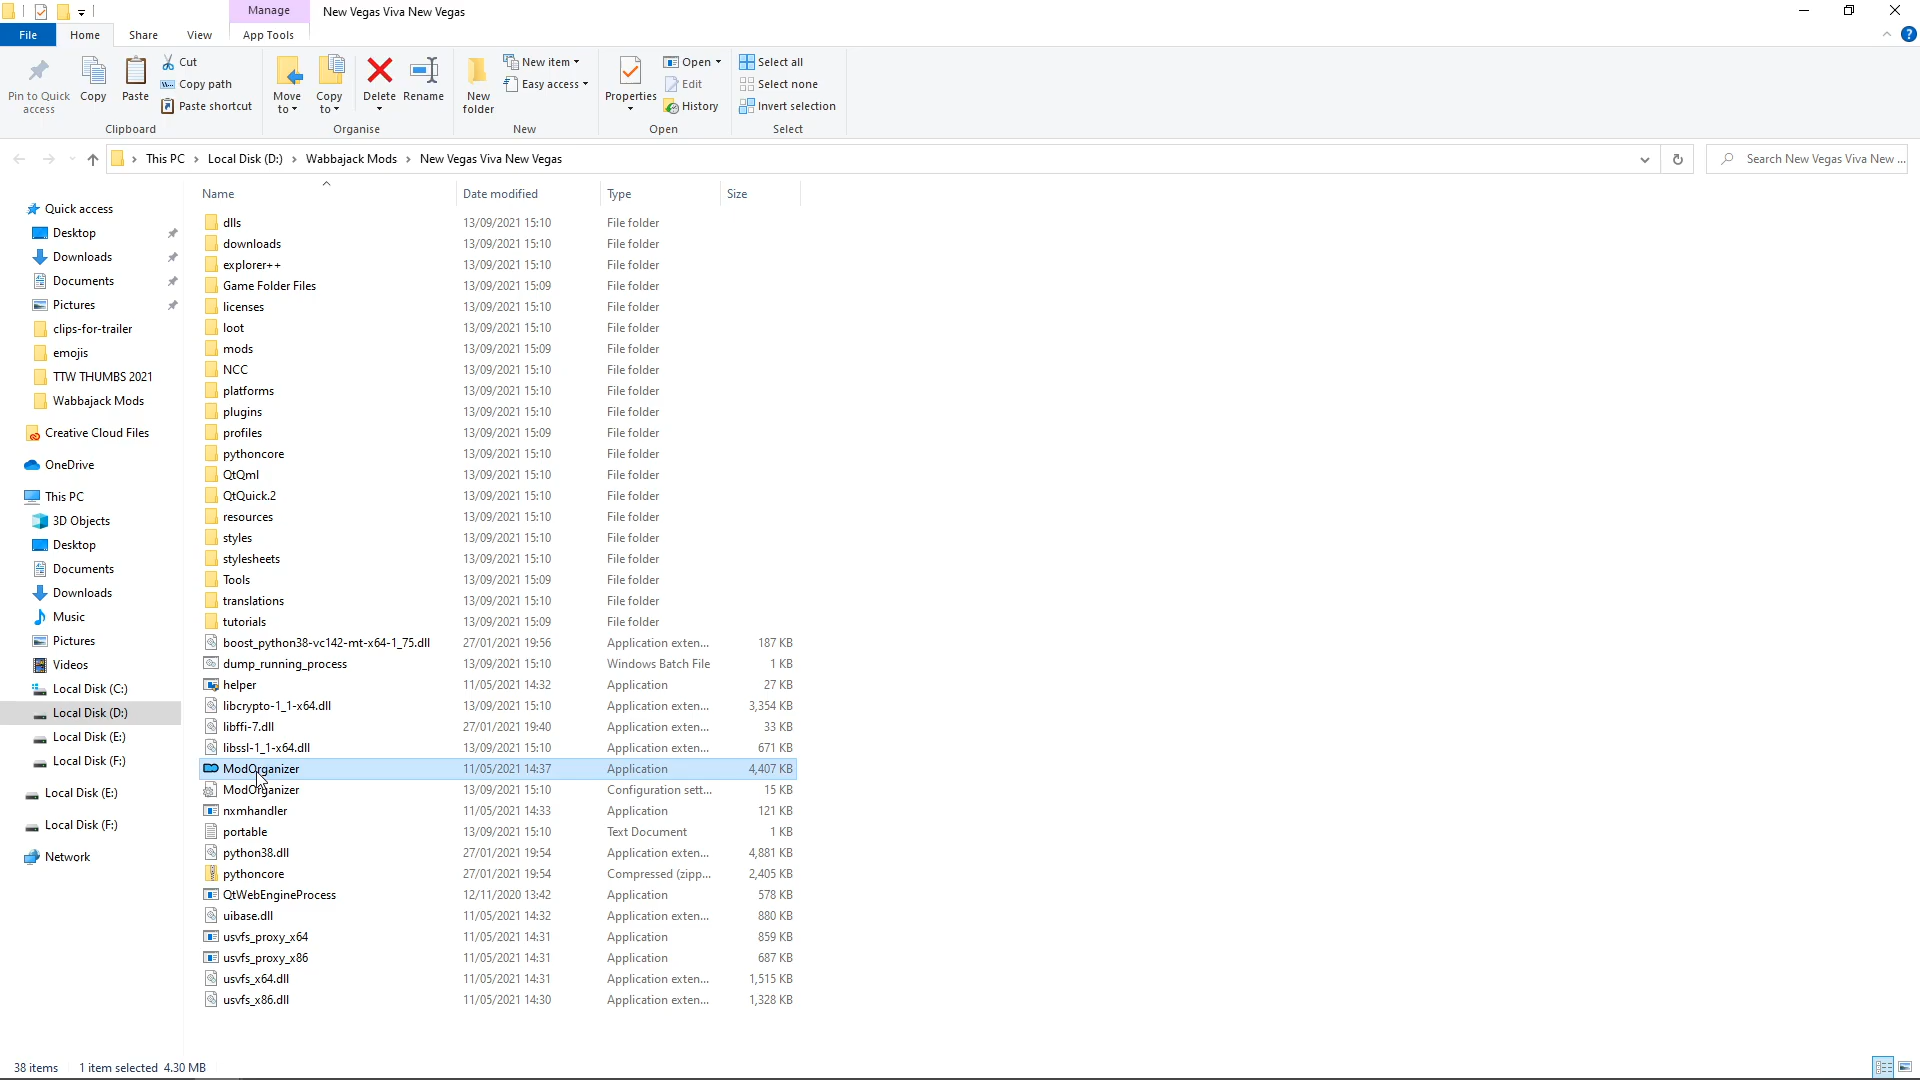 Manage
New Vegas Viva New Vegas
File
Home
Share
View
App Tools
Pin to Quick access
Copy
Paste
Cut
Copy path
Paste shortcut
Clipboard
Move to
Copy to
Delete
Rename
Organise
New folder
New item
Easy access
New
Properties
Open
Edit
History
Open
Select all
Select none
Invert selection
Select
This PC > Local Disk (D:) > Wabbajack Mods > New Vegas Viva New Vegas
Search New Vegas Viva New ...
Quick access
Desktop
Downloads
Documents
Pictures
clips-for-trailer
emojis
TTW THUMBS 2021
Wabbajack Mods
Creative Cloud Files
OneDrive
This PC
3D Objects
Desktop
Documents
Downloads
Music
Pictures
Videos
Local Disk (C:)
Local Disk (D:)
Local Disk (E:)
Local Disk (F:)
Local Disk (E:)
Local Disk (F:)
Network
Name Date modified Type Size
dlls 13/09/2021 15:10 File folder
downloads 13/09/2021 15:10 File folder
explorer++ 13/09/2021 15:10 File folder
Game Folder Files 13/09/2021 15:09 File folder
licenses 13/09/2021 15:10 File folder
loot 13/09/2021 15:10 File folder
mods 13/09/2021 15:09 File folder
NCC 13/09/2021 15:10 File folder
platforms 13/09/2021 15:10 File folder
plugins 13/09/2021 15:10 File folder
profiles 13/09/2021 15:09 File folder
pythoncore 13/09/2021 15:10 File folder
QtQml 13/09/2021 15:10 File folder
QtQuick.2 13/09/2021 15:10 File folder
resources 13/09/2021 15:10 File folder
styles 13/09/2021 15:10 File folder
stylesheets 13/09/2021 15:10 File folder
Tools 13/09/2021 15:09 File folder
translations 13/09/2021 15:10 File folder
tutorials 13/09/2021 15:09 File folder
boost_python38-vc142-mt-x64-1_75.dll 27/01/2021 19:56 Application exten... 187 KB
dump_running_process 13/09/2021 15:10 Windows Batch File 1 KB
helper 11/05/2021 14:32 Application 27 KB
libcrypto-1_1-x64.dll 13/09/2021 15:10 Application exten... 3,354 KB
libffi-7.dll 27/01/2021 19:40 Application exten... 33 KB
libssl-1_1-x64.dll 13/09/2021 15:10 Application exten... 671 KB
ModOrganizer 11/05/2021 14:37 Application 4,407 KB
ModOrganizer 13/09/2021 15:10 Configuration sett... 15 KB
nxmhandler 11/05/2021 14:33 Application 121 KB
portable 13/09/2021 15:10 Text Document 1 KB
python38.dll 27/01/2021 19:54 Application exten... 4,881 KB
pythoncore 27/01/2021 19:54 Compressed (zipp... 2,405 KB
QtWebEngineProcess 12/11/2020 13:42 Application 578 KB
uibase.dll 11/05/2021 14:32 Application exten... 880 KB
usvfs_proxy_x64 11/05/2021 14:31 Application 859 KB
usvfs_proxy_x86 11/05/2021 14:31 Application 687 KB
usvfs_x64.dll 11/05/2021 14:31 Application exten... 1,515 KB
usvfs_x86.dll 11/05/2021 14:30 Application exten... 1,328 KB
38 items 1 item selected 4.30 MB